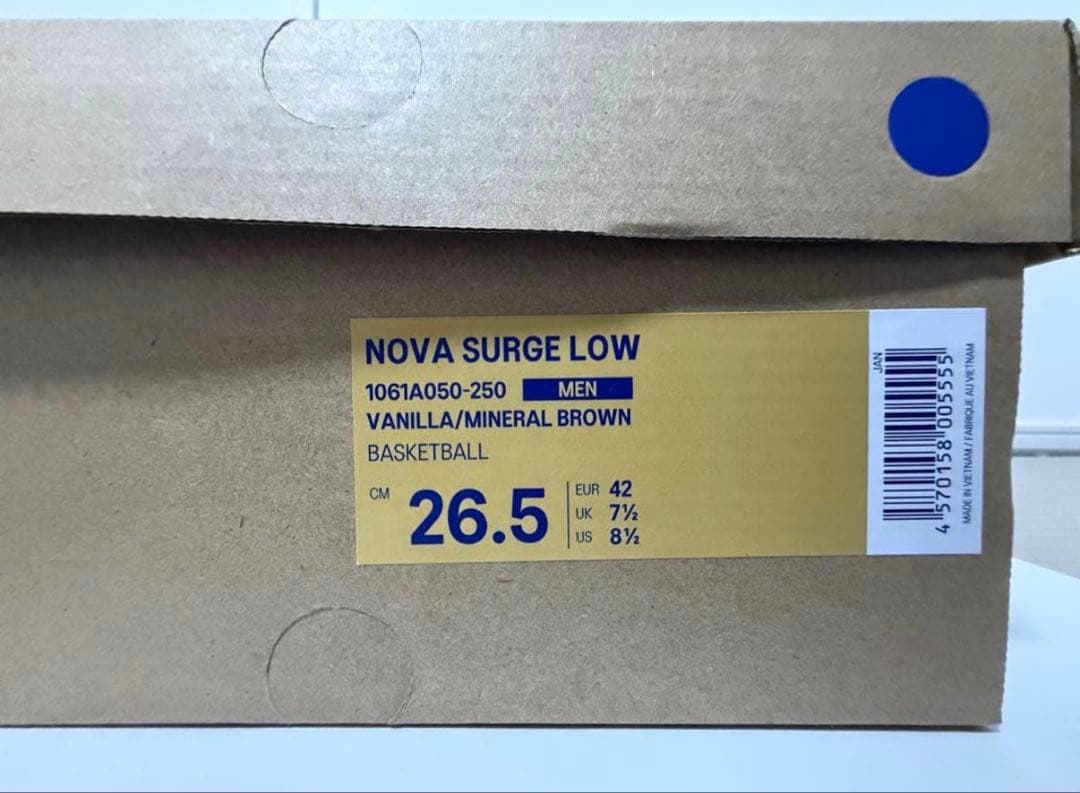 NOVA SURGE LOW
1061A050-250 MEN
VANILLA/MINERAL BROWN
BASKETBALL
CM 26.5
EUR 42
UK 7½
US 8½
JAN
4 570158 005555
MADE IN VIETNAM / FABRIQUE AU VIETNAM